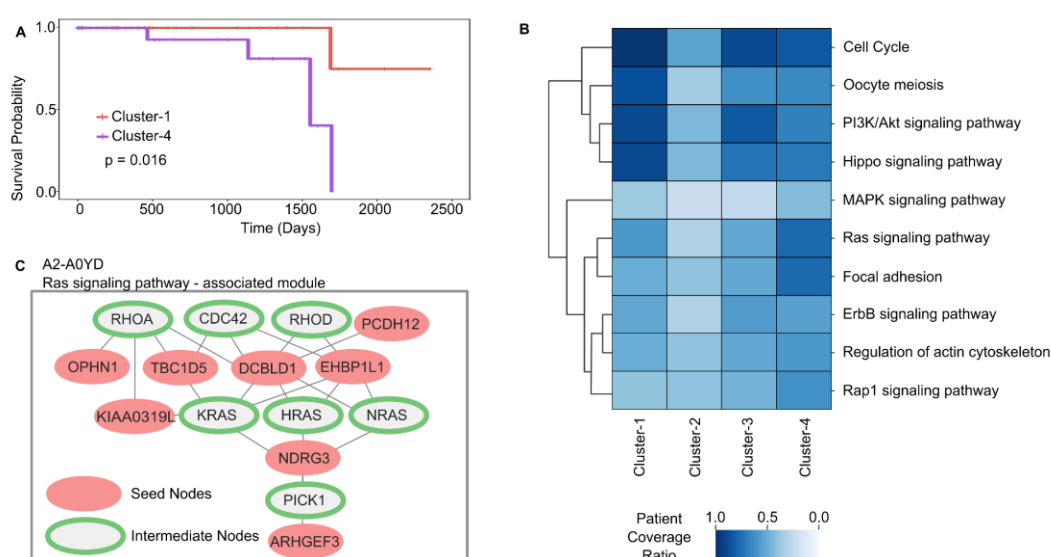 A
1.0
0.5
0.0
Survival Probability
Cluster-1
Cluster-4
p = 0.016
0
500
1000
1500
2000
2500
Time (Days)
B
Cell Cycle
Oocyte meiosis
PI3K/Akt signaling pathway
Hippo signaling pathway
MAPK signaling pathway
Ras signaling pathway
Focal adhesion
ErbB signaling pathway
Regulation of actin cytoskeleton
Rap1 signaling pathway
Cluster-1
Cluster-2
Cluster-3
Cluster-4
Patient
Coverage
Ratio
1.0
0.5
0.0
C
A2-A0YD
Ras signaling pathway - associated module
RHOA
CDC42
RHOD
PCDH12
OPHN1
TBC1D5
DCBLD1
EHBP1L1
KIAA0319L
KRAS
HRAS
NRAS
NDRG3
PICK1
ARHGEF3
Seed Nodes
Intermediate Nodes